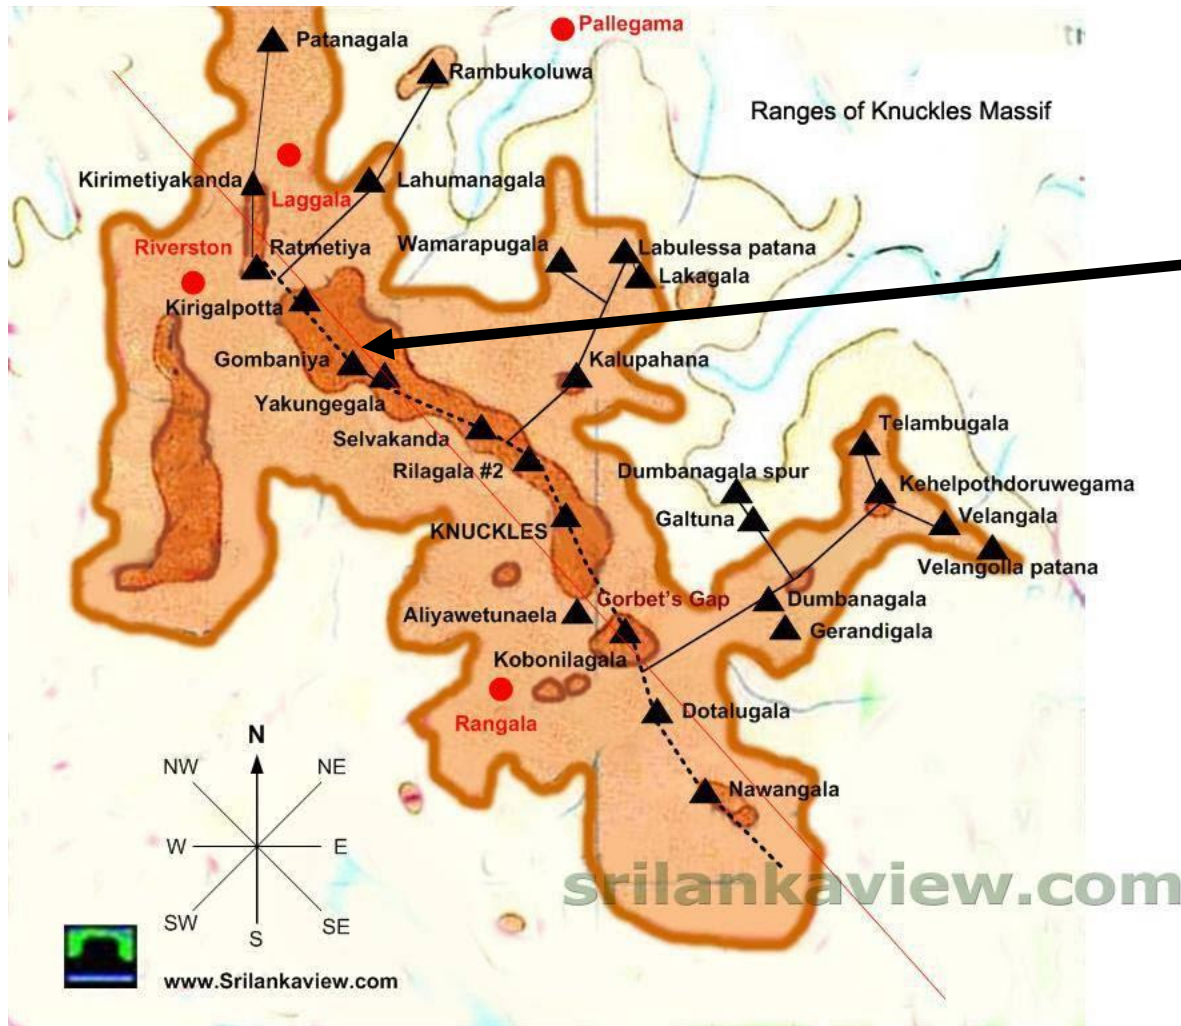 Pallegama
Patanagala
Rambukoluwa
Ranges of Knuckles Massif
Kirimetiyakanda
Lahumanagala
Laggala
Riverston
Ratmetiya
Wamarapugala
Labulessa patana
Lakagala
Kirigalpotta
Gombaniya
Kalupahana
Yakungegala
Telambugala
Selvakanda
Rilagala #2
Dumbanagala spur
Kehelpothdoruwegama
Galtuna
Velangala
KNUCKLES
Velangolla patana
Corbet's Gap
Dumbanagala
Aliyawetunaela
Gerandigala
Kobonilagala
Rangala
Dotalugala
N
NW
NE
Nawangala
W
E
srilankaview.com
SW
SE
S
www.Srilankaview.com